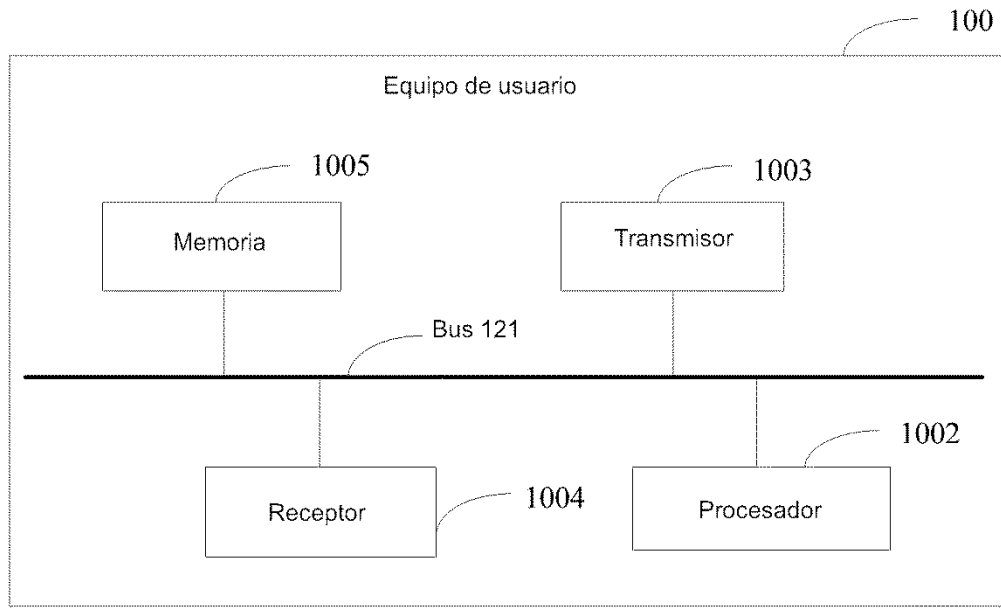 100
Equipo de usuario
1005
1003
Memoria
Transmisor
Bus 121
1002
1004
Receptor
Procesador